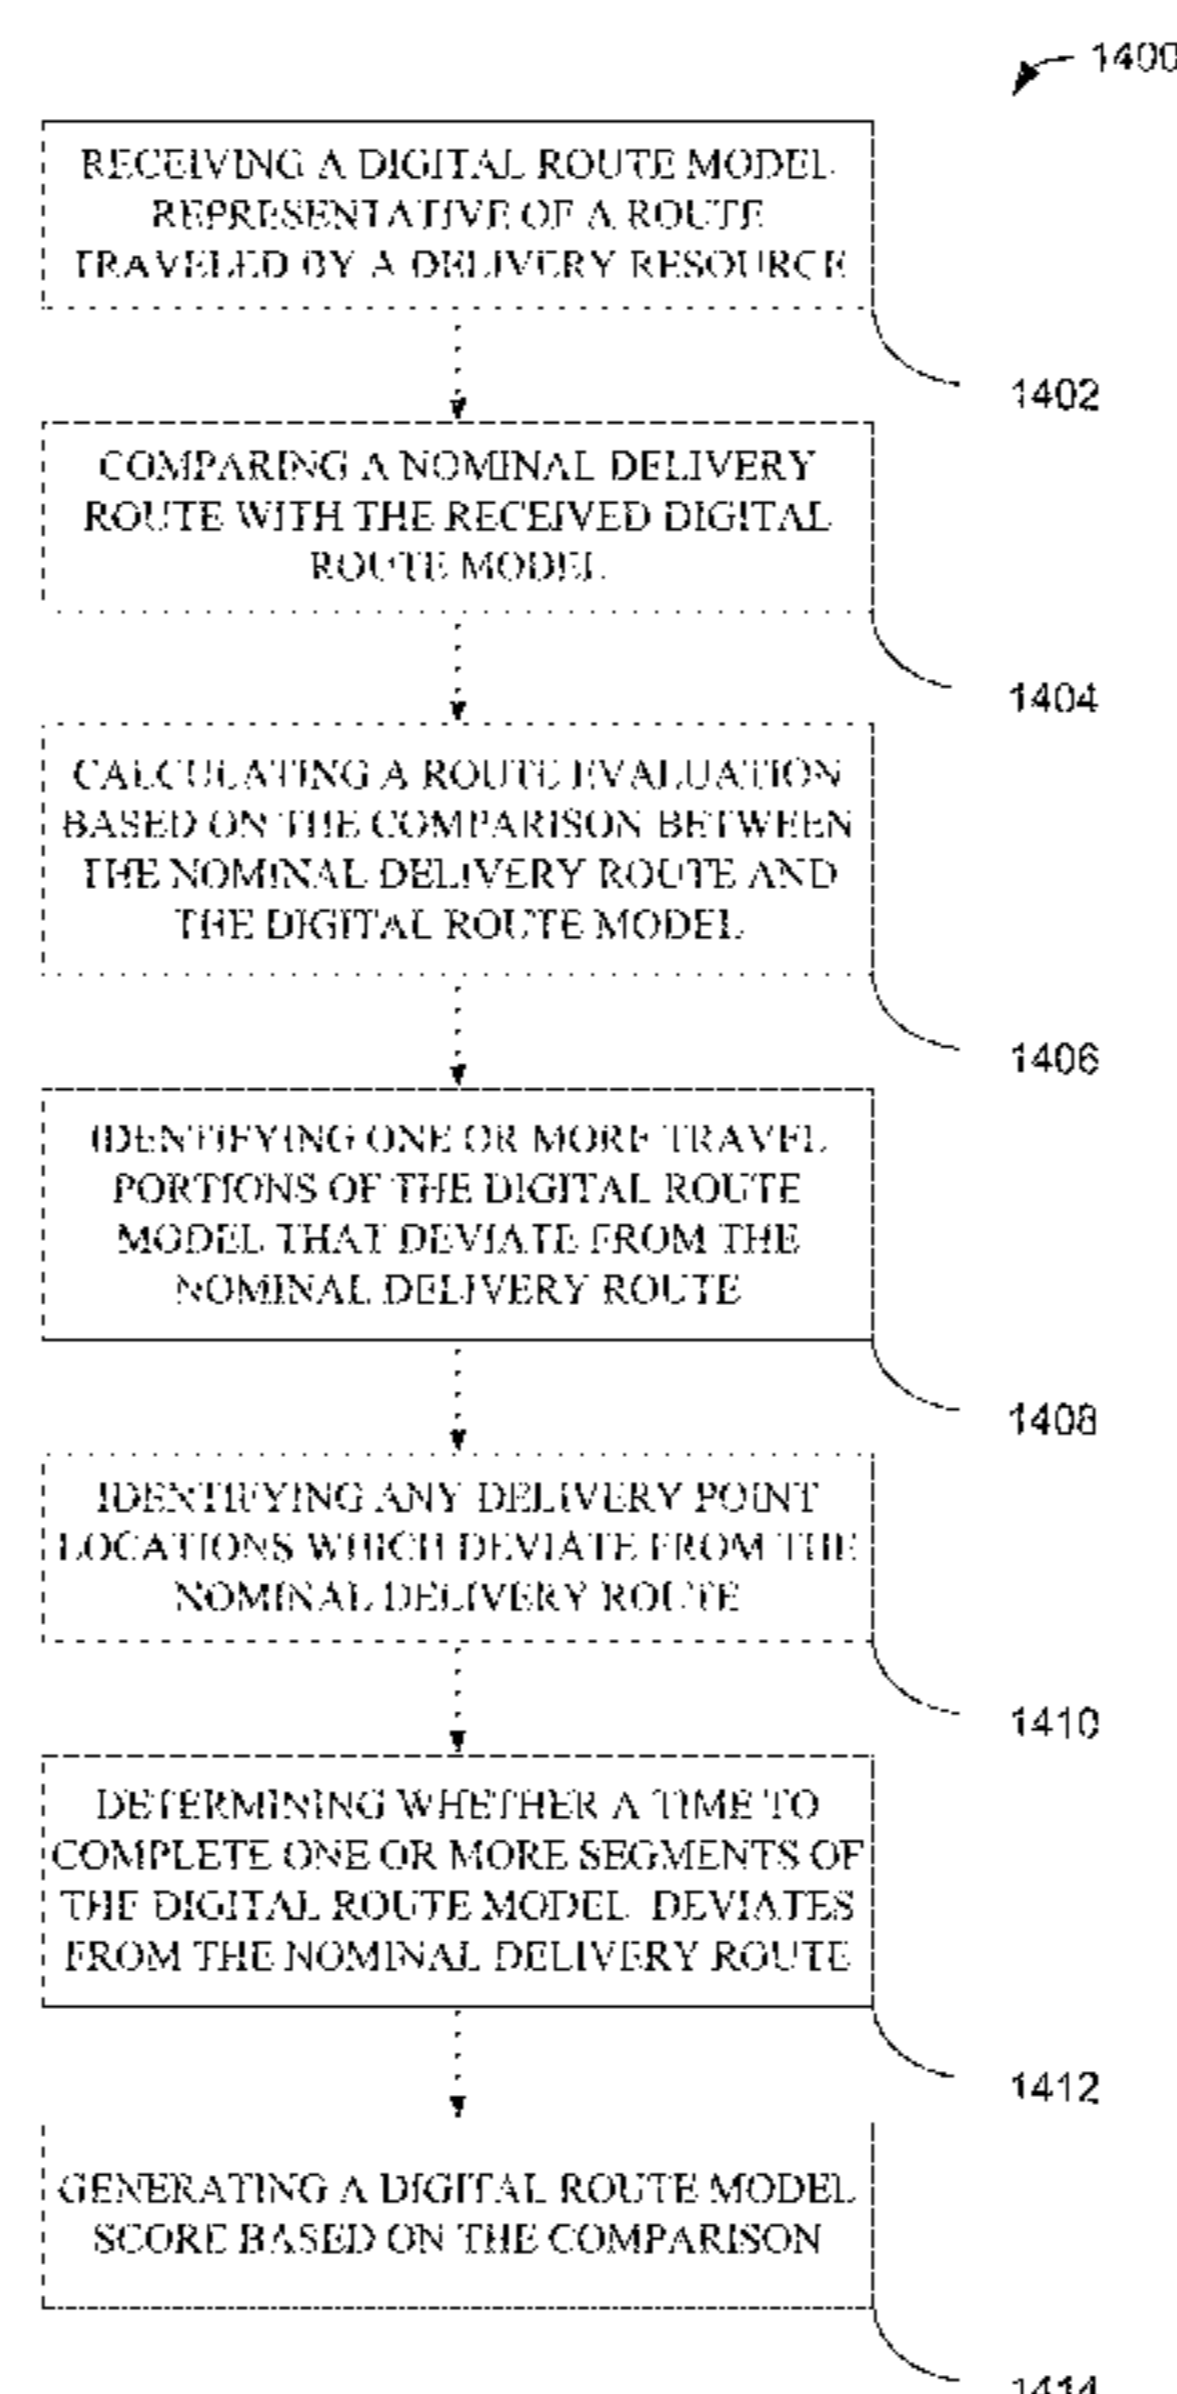 1400
RECEIVING A DIGITAL ROUTE MODEL
REPRESENTATIVE OF A ROUTE
TRAVELED BY A DELIVERY RESOURCE
1402
COMPARING A NOMINAL DELIVERY
ROUTE WITH THE RECEIVED DIGITAL
ROUTE MODEL
1404
CALCULATING A ROUTE EVALUATION
BASED ON THE COMPARISON BETWEEN
THE NOMINAL DELIVERY ROUTE AND
THE DIGITAL ROUTE MODEL
1406
IDENTIFYING ONE OR MORE TRAVEL
PORTIONS OF THE DIGITAL ROUTE
MODEL THAT DEVIATE FROM THE
NOMINAL DELIVERY ROUTE
1408
IDENTIFYING ANY DELIVERY POINT
LOCATIONS WHICH DEVIATE FROM THE
NOMINAL DELIVERY ROUTE
1410
DETERMINING WHETHER A TIME TO
COMPLETE ONE OR MORE SEGMENTS OF
THE DIGITAL ROUTE MODEL DEVIATES
FROM THE NOMINAL DELIVERY ROUTE
1412
GENERATING A DIGITAL ROUTE MODEL
SCORE BASED ON THE COMPARISON
1414